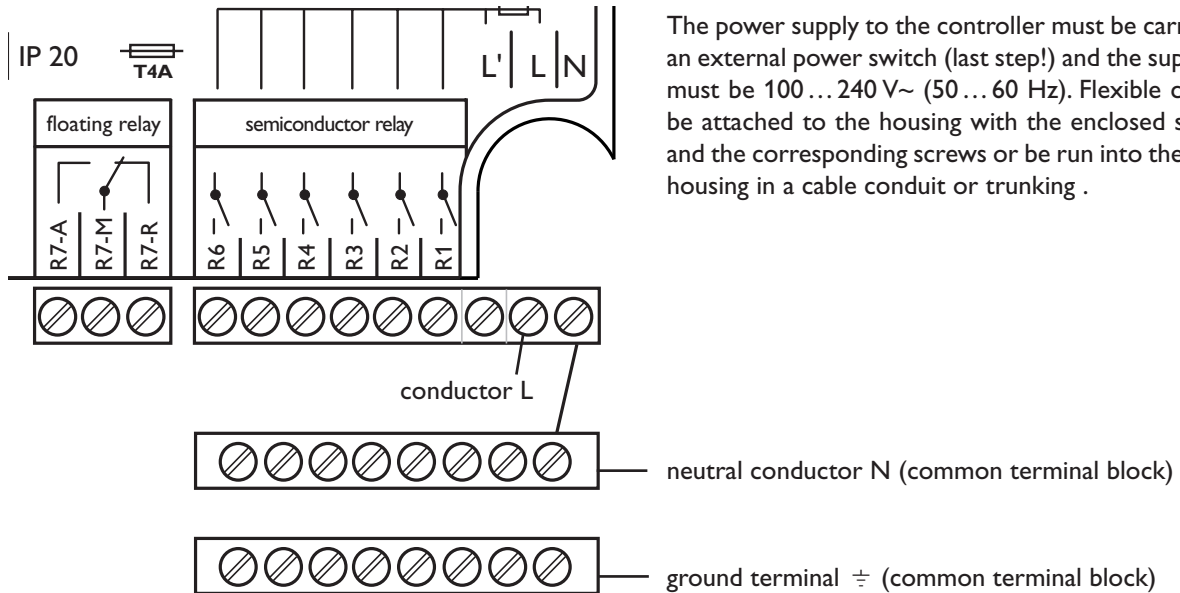 The power supply to the controller must be
an external power switch (last step!) and the
must be 100 … 240 V~ (50 … 60 Hz). Flexible
be attached to the housing with the enclosed
and the corresponding screws or be run into the
housing in a cable conduit or trunking .
IP 20
T4A
L' L N
floating relay
semiconductor relay
R7-A R7-M R7-R R6 R5 R4 R3 R2 R1
conductor L
neutral conductor N (common terminal block)
ground terminal ⏚ (common terminal block)